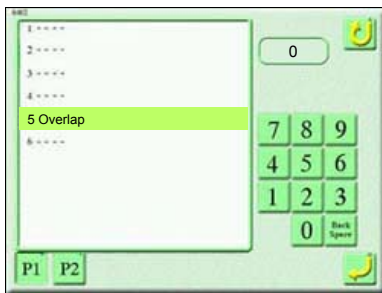 1 ----
2 ----
0
3 ----
4 ----
5 Overlap
6 ----
7 8 9
4 5 6
1 2 3
0 Back Space
P1 P2